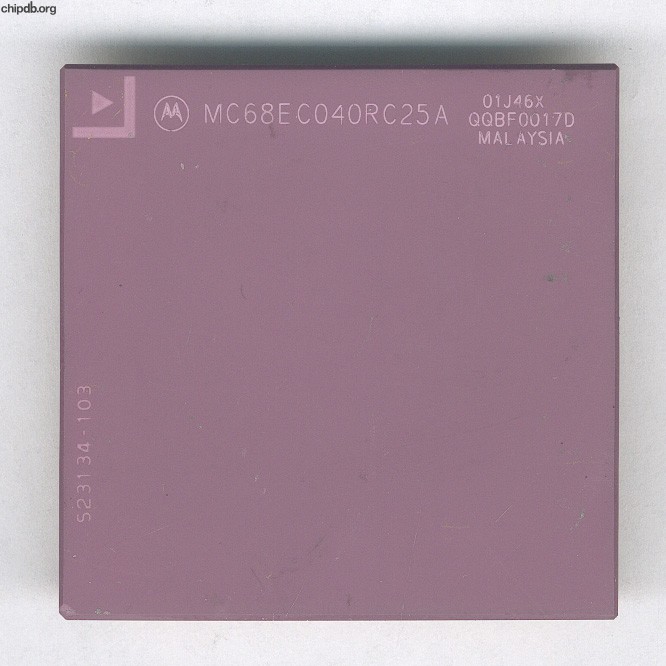 chipdb.org
MC68EC040RC25A
01J46X
QQBF0017D
MALAYSIA
523134-103